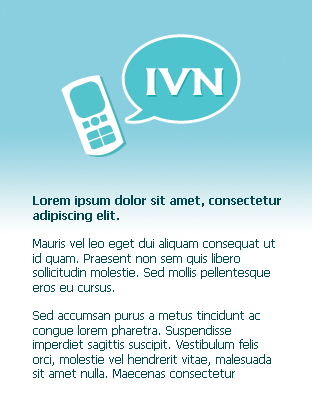 IVN
Lorem ipsum dolor sit amet, consectetur
adipiscing elit.
Mauris vel leo eget dui aliquam consequat ut
id quam. Praesent non sem quis libero
sollicitudin molestie. Sed mollis pellentesque
eros eu cursus.
Sed accumsan purus a metus tincidunt ac
congue lorem pharetra. Suspendisse
imperdiet sagittis suscipit. Vestibulum felis
orci, molestie vel hendrerit vitae, malesuada
sit amet nulla. Maecenas consectetur